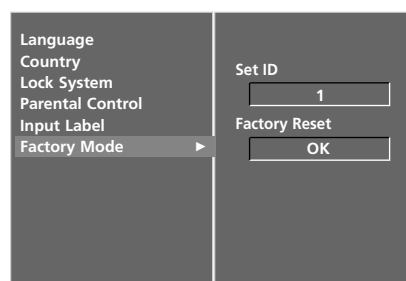 Language
Country
Lock System
Parental Control
Input Label
Factory Mode ►
Set ID
1
Factory Reset
OK